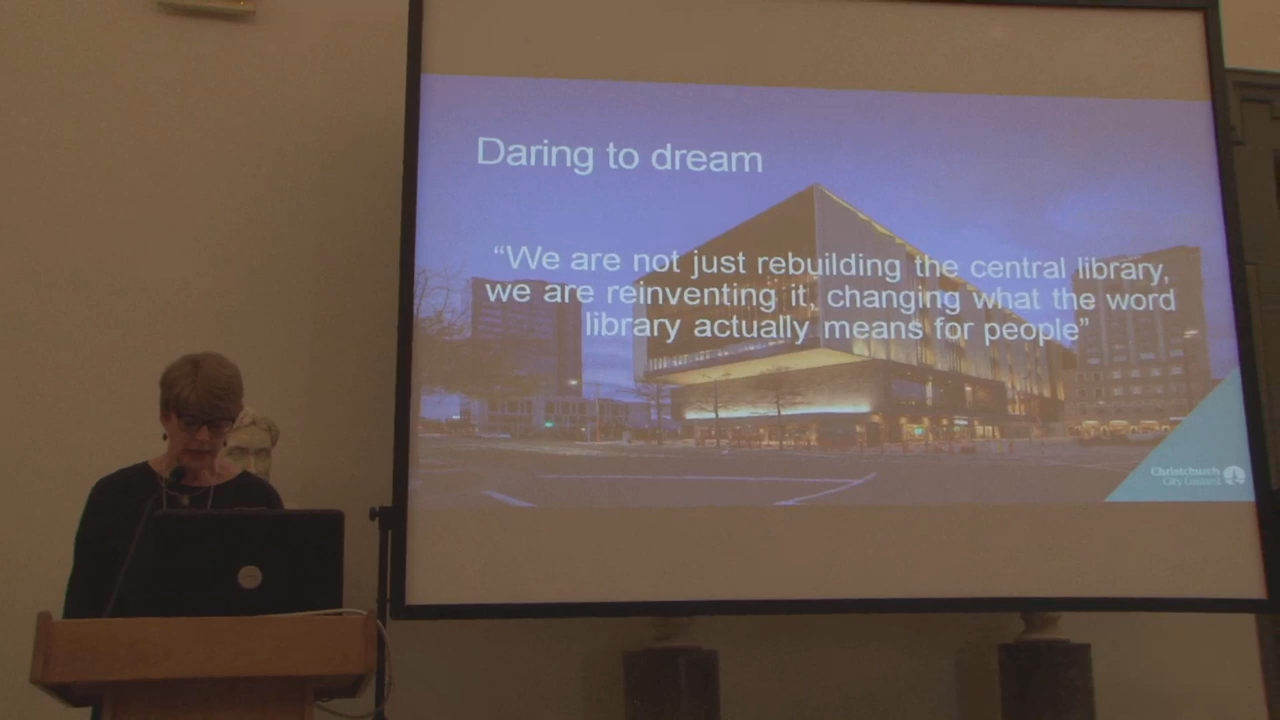 Daring to dream
“We are not just rebuilding the central library,
we are reinventing it, changing what the word
library actually means for people”
Christchurch
City Council